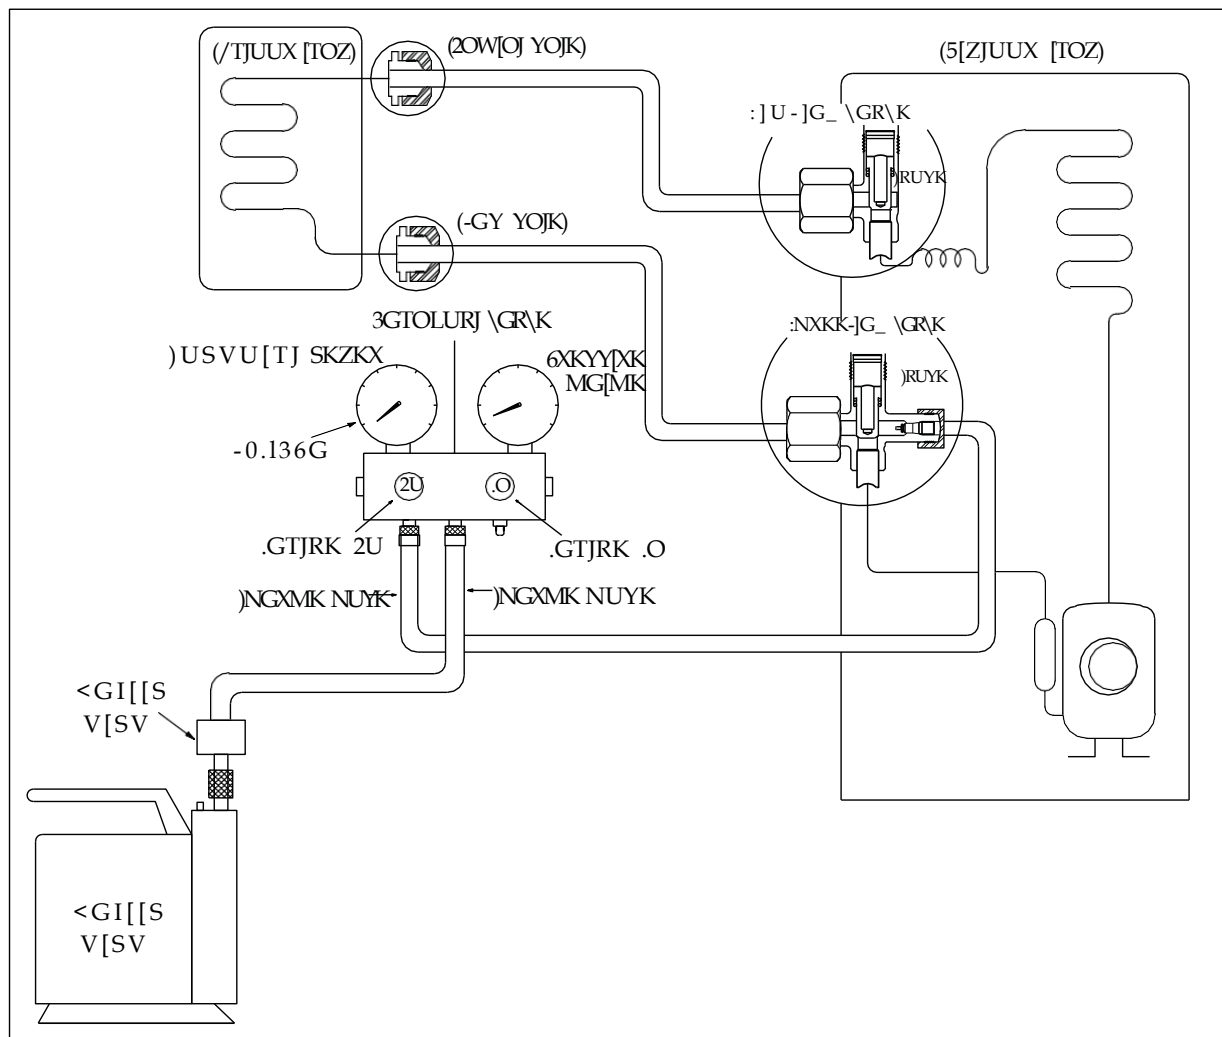 (/TJUUX [TOZ)
(2OW[OJ YOJK)
(5[ZJUUX [TOZ)
:]U-]G_ \GR\K
)RUYK
(-GY YOJK)
3GTOLURJ \GR\K
:NXKK-]G_ \GR\K
)USVU[TJ SKZKX
6XKYY[XK
MG[MK
)RUYK
-0.136G
2U
.O
.GTJRK 2U
.GTJRK .O
)NGXMK NUYK
)NGXMK NUYK
<GI[[S
V[SV
<GI[[S
V[SV